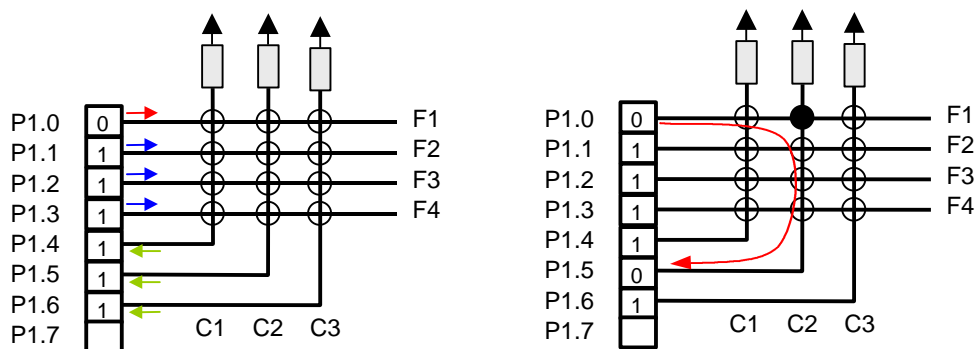 P1.0 0 F1
P1.1 1 F2
P1.2 1 F3
P1.3 1 F4
P1.4 1
P1.5 1
P1.6 1
P1.7
C1 C2 C3
P1.0 0 F1
P1.1 1 F2
P1.2 1 F3
P1.3 1 F4
P1.4 1
P1.5 0
P1.6 1
P1.7
C1 C2 C3